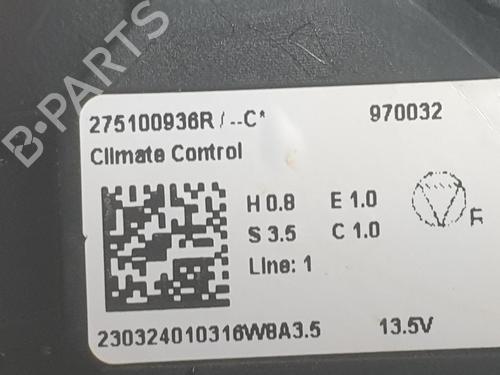 B-PARTS
275100936R / --C* 970032
Climate Control
H 0.8 E 1.0
S 3.5 C 1.0
Line: 1
230324010316W8A3.5 13.5V